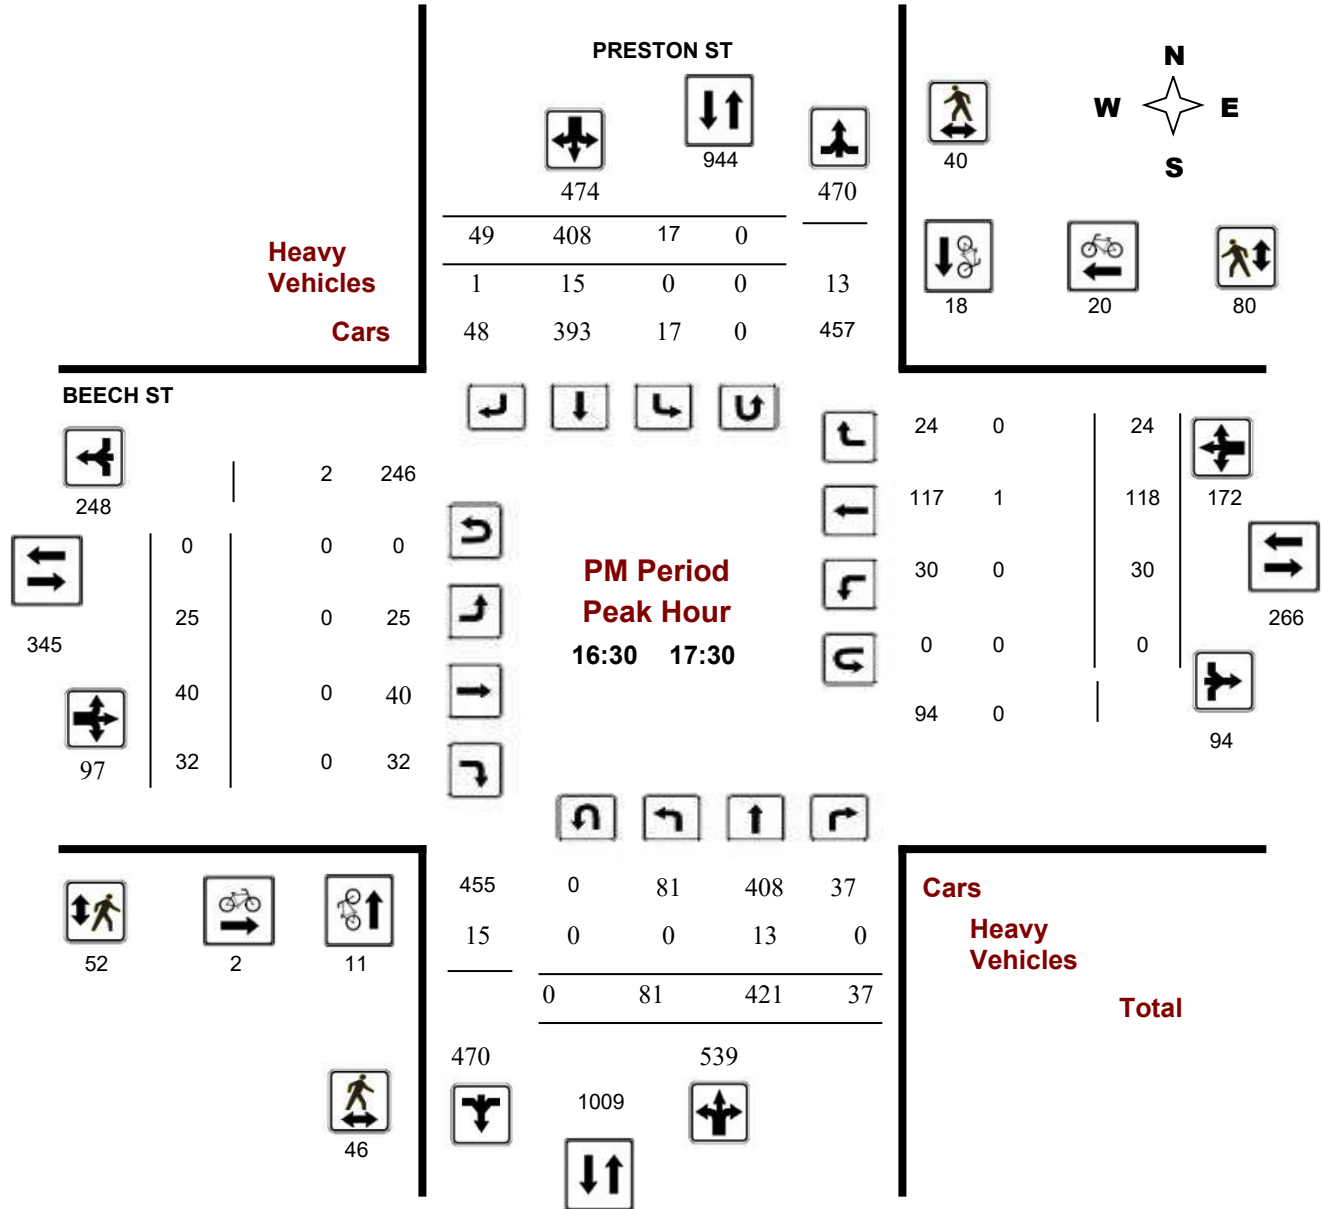 PRESTON ST
N
W E
S
944
40
474
470
49 408 17 0
Heavy
Vehicles
1 15 0 0 13
18 20 80
Cars
48 393 17 0 457
BEECH ST
24 0 24
2 246
248
117 1 118 172
0 0 0
PM Period
30 0 30
25 0 25
Peak Hour
266
345
16:30 17:30
0 0 0
40 0 40
94 0
94
97
32 0 32
455 0 81 408 37
Cars
15 0 0 13 0
Heavy
Vehicles
52 2 11
0 81 421 37
Total
470 539
1009
46